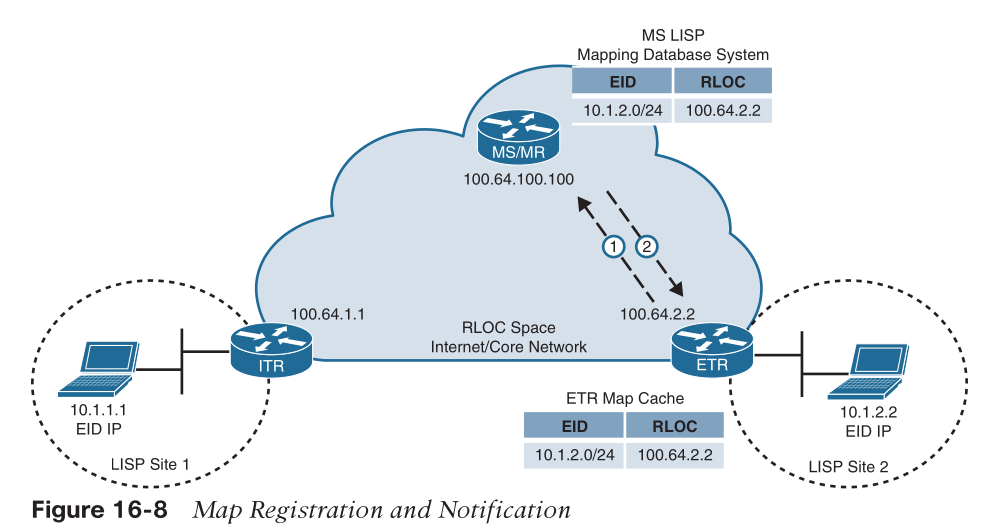 MS LISP
Mapping Database System
EID RLOC
10.1.2.0/24 100.64.2.2
MS/MR
100.64.100.100
1 2
100.64.1.1
100.64.2.2
RLOC Space
Internet/Core Network
ITR
ETR
10.1.1.1
EID IP
LISP Site 1
ETR Map Cache
EID RLOC
10.1.2.0/24 100.64.2.2
10.1.2.2
EID IP
LISP Site 2
Figure 16-8 Map Registration and Notification